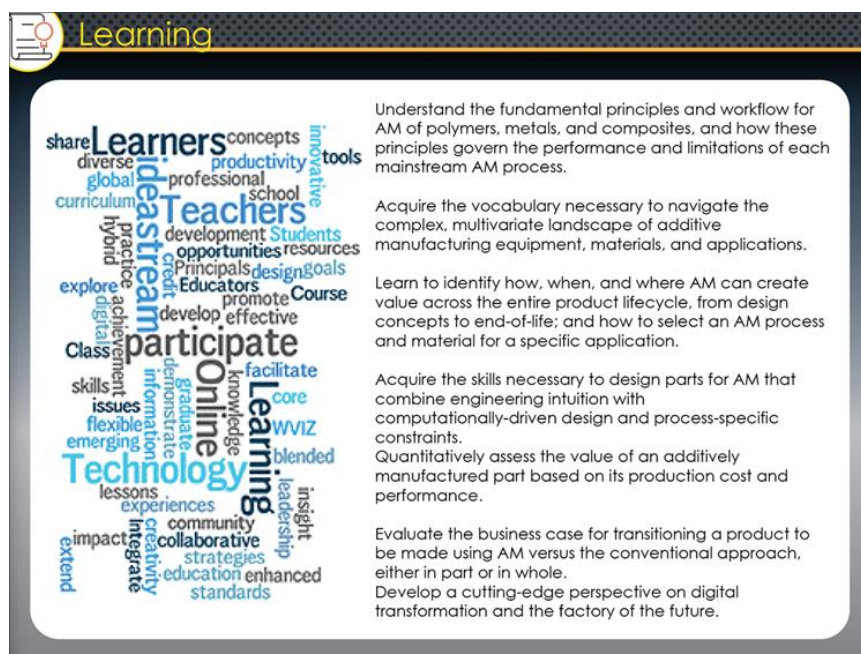 Learning
share Learners concepts innovative
diverse productivity tools
global ideastream professional
curriculum school
Teachers
hybrid practice development Students
opportunities resources
credit Principals design goals
explore Educators
digital achievement promote Course
develop effective
Class participate
skills information demonstrate graduate Online knowledge Learning facilitate
issues core
flexible WVIZ
emerging blended
Technology
lessons leadership insight
experiences
extend impact Integrate creativity community
collaborative
strategies
education enhanced
standards
Understand the fundamental principles and workflow for
AM of polymers, metals, and composites, and how these
principles govern the performance and limitations of each
mainstream AM process.
Acquire the vocabulary necessary to navigate the
complex, multivariate landscape of additive
manufacturing equipment, materials, and applications.
Learn to identify how, when, and where AM can create
value across the entire product lifecycle, from design
concepts to end-of-life; and how to select an AM process
and material for a specific application.
Acquire the skills necessary to design parts for AM that
combine engineering intuition with
computationally-driven design and process-specific
constraints.
Quantitatively assess the value of an additively
manufactured part based on its production cost and
performance.
Evaluate the business case for transitioning a product to
be made using AM versus the conventional approach,
either in part or in whole.
Develop a cutting-edge perspective on digital
transformation and the factory of the future.